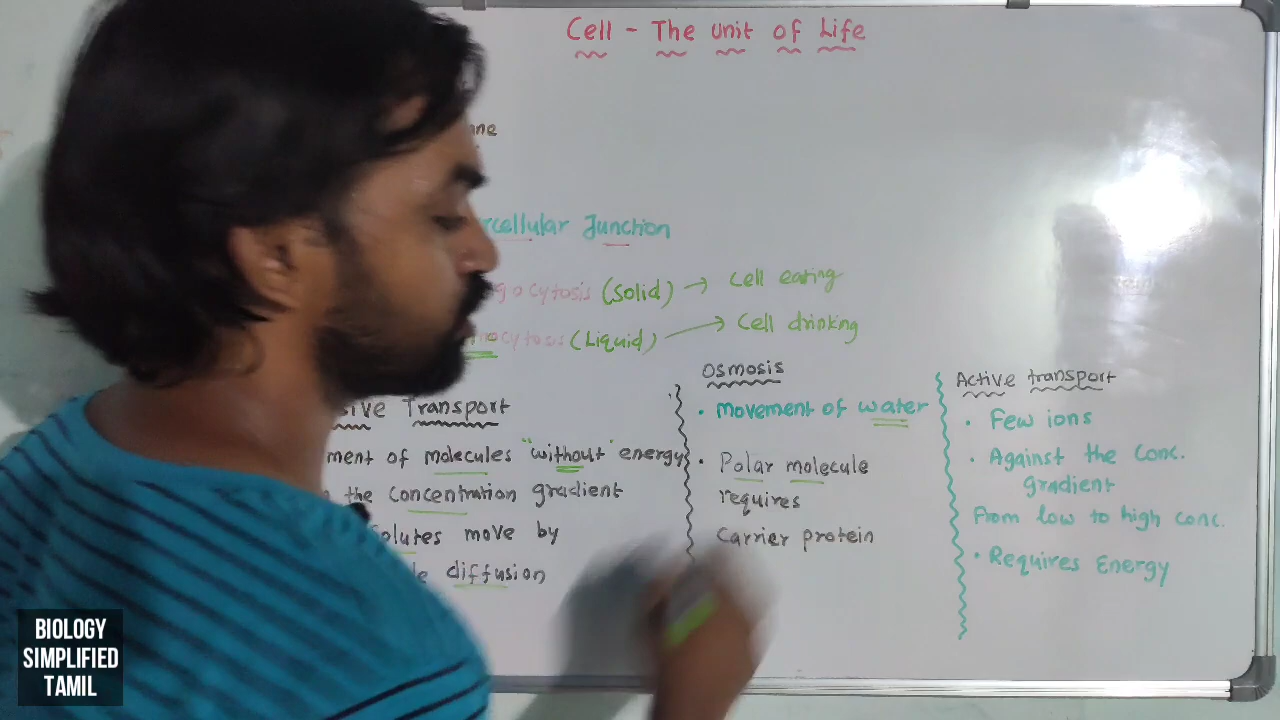 Cell - The Unit of Life
Intercellular Junction
(Solid) → Cell eating
(Liquid) → Cell drinking
Transport
of molecules "without" energy
the Concentration gradient
move by
diffusion
Osmosis
• Movement of water
• Polar molecule
requires
Carrier protein
Active transport
• Few ions
• Against the Conc.
gradient
From low to high conc.
• Requires Energy
BIOLOGY
SIMPLIFIED
TAMIL